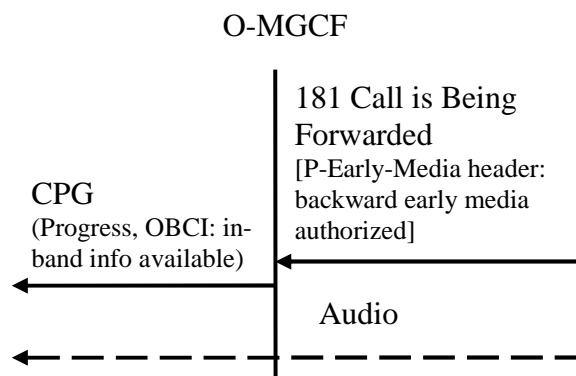 O-MGCF
181 Call is Being
Forwarded
[P-Early-Media header:
backward early media
authorized]
CPG
(Progress, OBCI: in-
band info available)
Audio